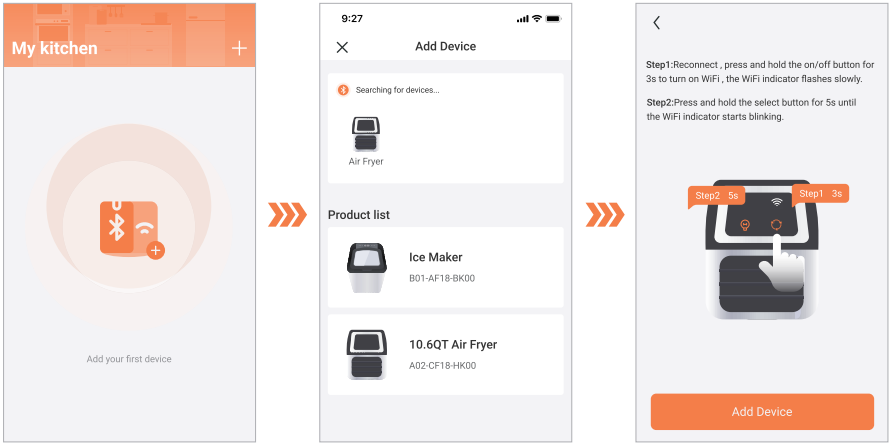 My kitchen
Add your first device
9:27
Add Device
Searching for devices...
Air Fryer
Product list
Ice Maker
B01-AF18-BK00
10.6QT Air Fryer
A02-CF18-HK00
Step1:Reconnect , press and hold the on/off button for
3s to turn on WiFi , the WiFi indicator flashes slowly.
Step2:Press and hold the select button for 5s until
the WiFi indicator starts blinking.
Step2 5s
Step1 3s
Add Device